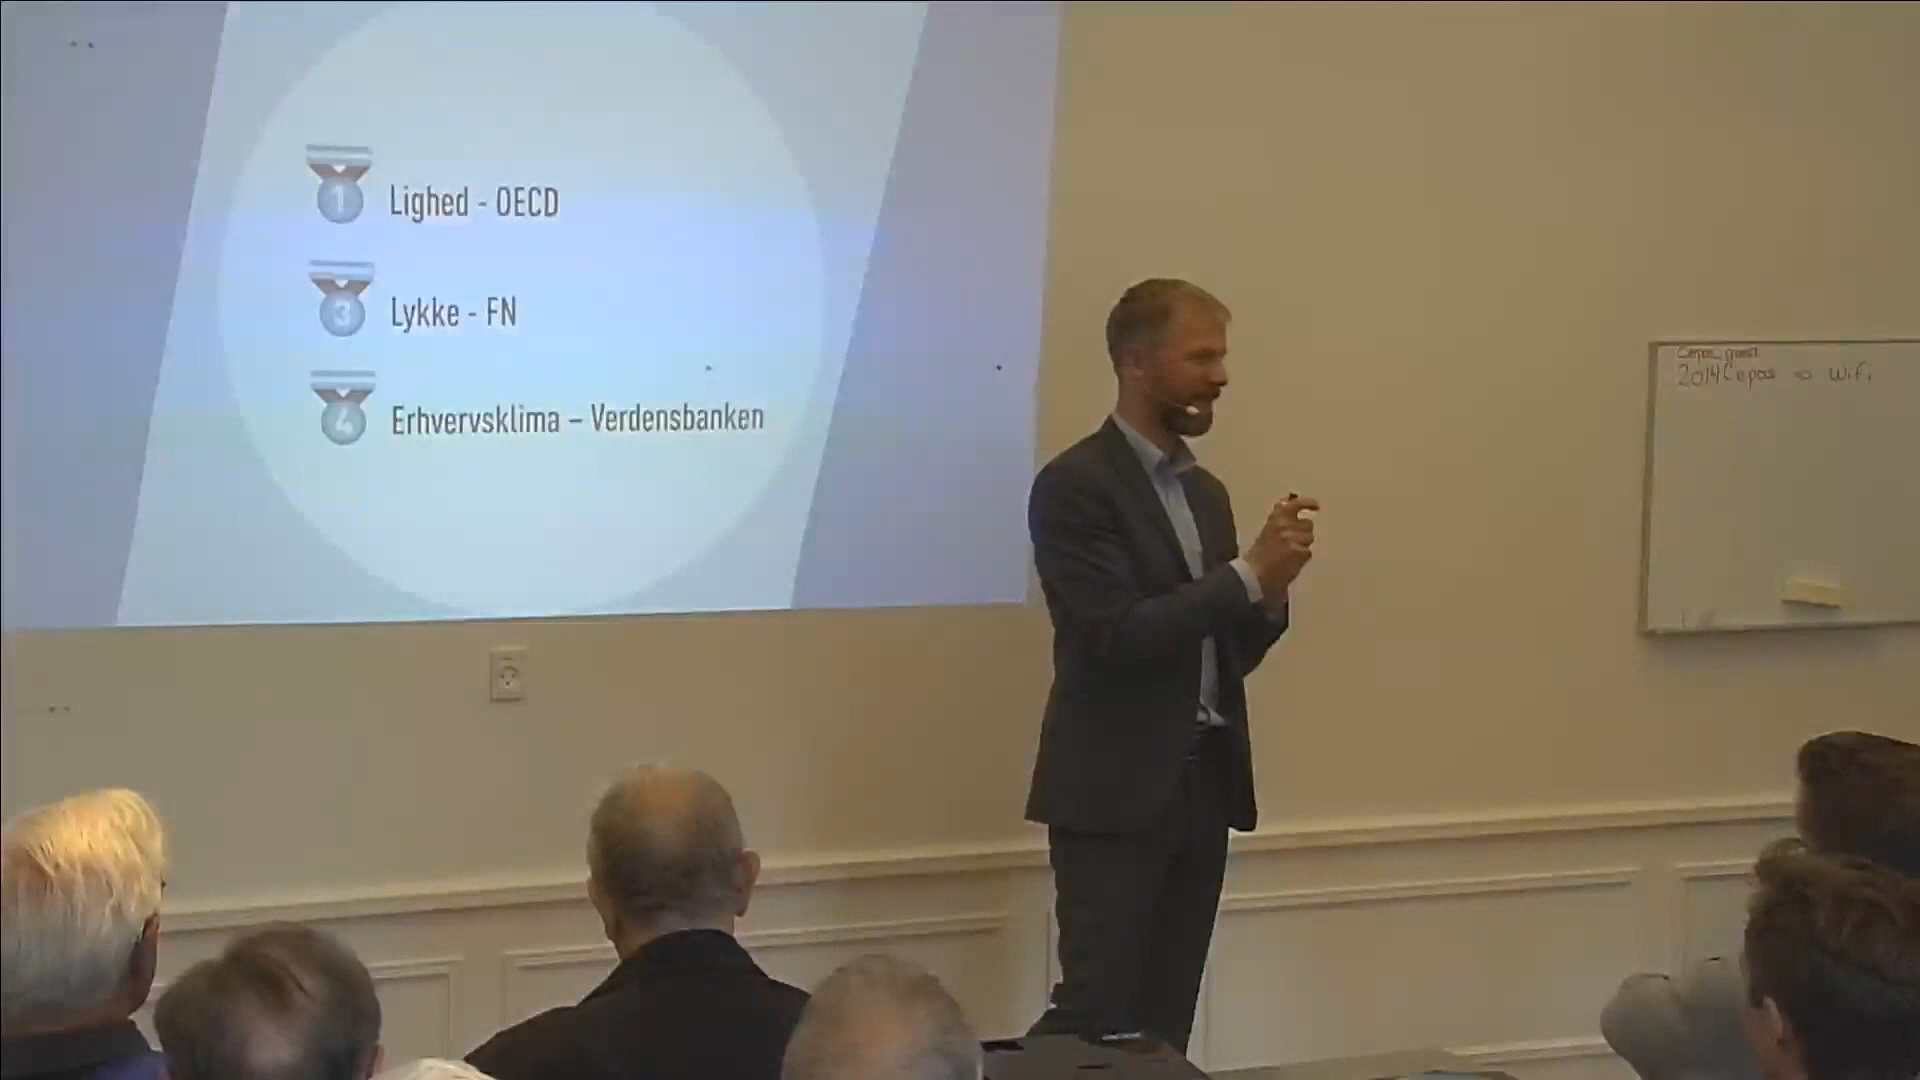 1 Lighed - OECD
3 Lykke - FN
4 Erhvervsklima – Verdensbanken
Cepos_guest
2014Cepos => WiFi